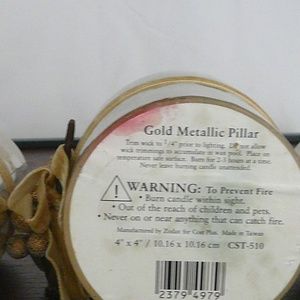 Gold Metallic Pillar
Trim wick to 1/4" prior to lighting. Do not allow
wick trimmings to accumulate in wax pool. Place on
temperature safe surface. Burn for 2-3 hours at a time.
Never leave burning candle unattended.
WARNING: To Prevent Fire
• Burn candle within sight.
• Out of the reach of children and pets.
• Never on or near anything that can catch fire.
Manufactured by Zodax for Cost Plus. Made in Taiwan
4" x 4" / 10.16 x 10.16 cm CST-510
2379 4979